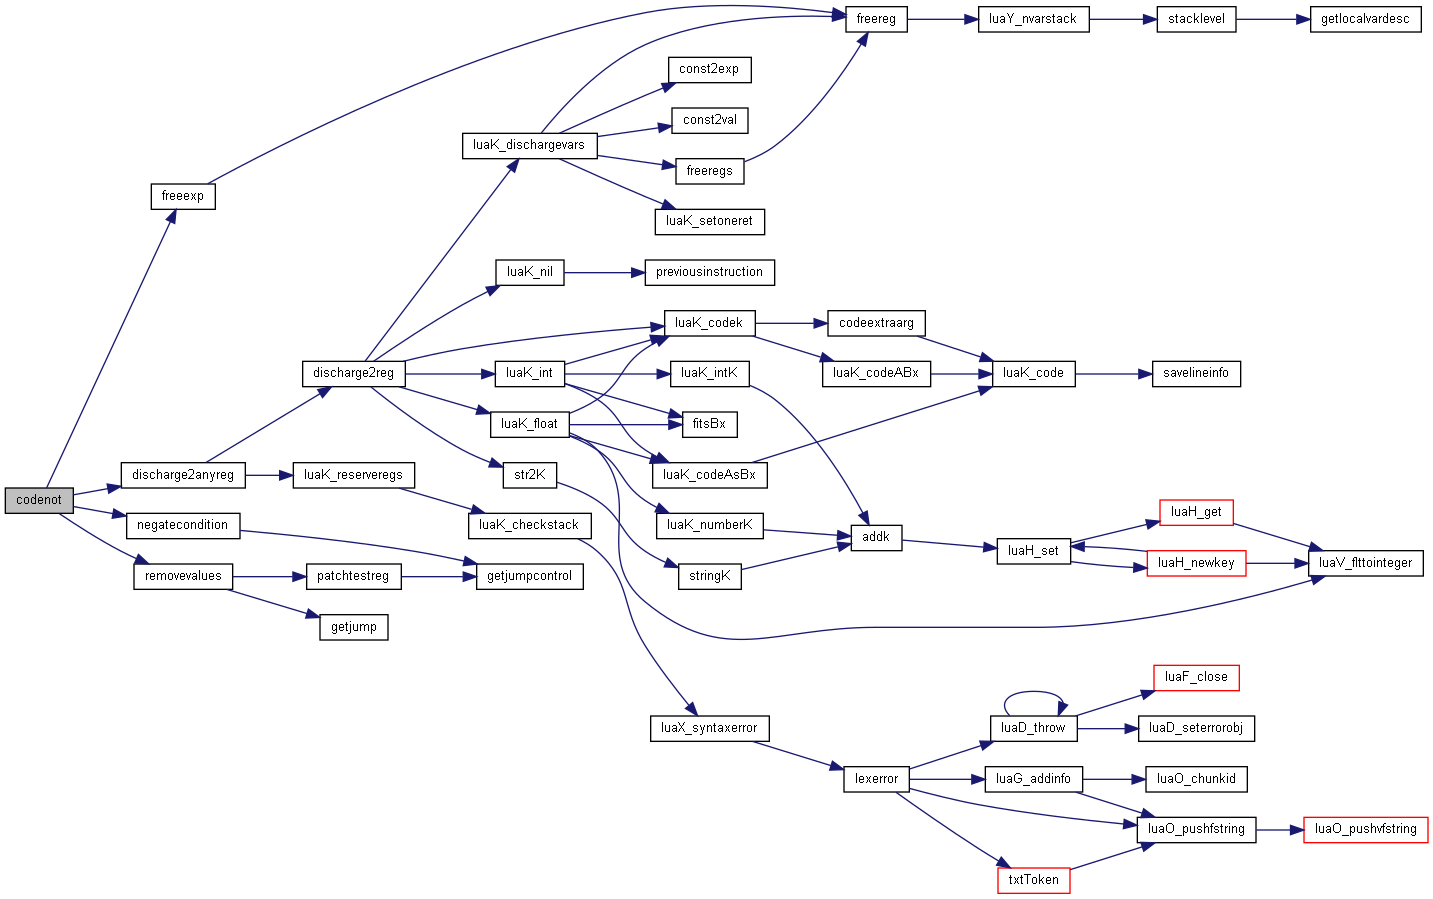 freereg
luaY_nvarstack
stacklevel
getlocalvardesc
const2exp
const2val
luaK_dischargevars
freeregs
freeexp
luaK_setoneret
luaK_nil
previousinstruction
luaK_codek
codeextraarg
discharge2reg
luaK_int
luaK_intK
luaK_codeABx
luaK_code
savelineinfo
luaK_float
fitsBx
discharge2anyreg
luaK_reserveregs
str2K
luaK_codeAsBx
codenot
negatecondition
luaK_checkstack
luaK_numberK
addk
luaH_get
luaH_set
luaV_flttointeger
luaH_newkey
removevalues
patchtestreg
getjumpcontrol
stringK
getjump
luaF_close
luaX_syntaxerror
luaD_throw
luaD_seterrorobj
lexerror
luaG_addinfo
luaO_chunkid
luaO_pushfstring
luaO_pushvfstring
txtToken